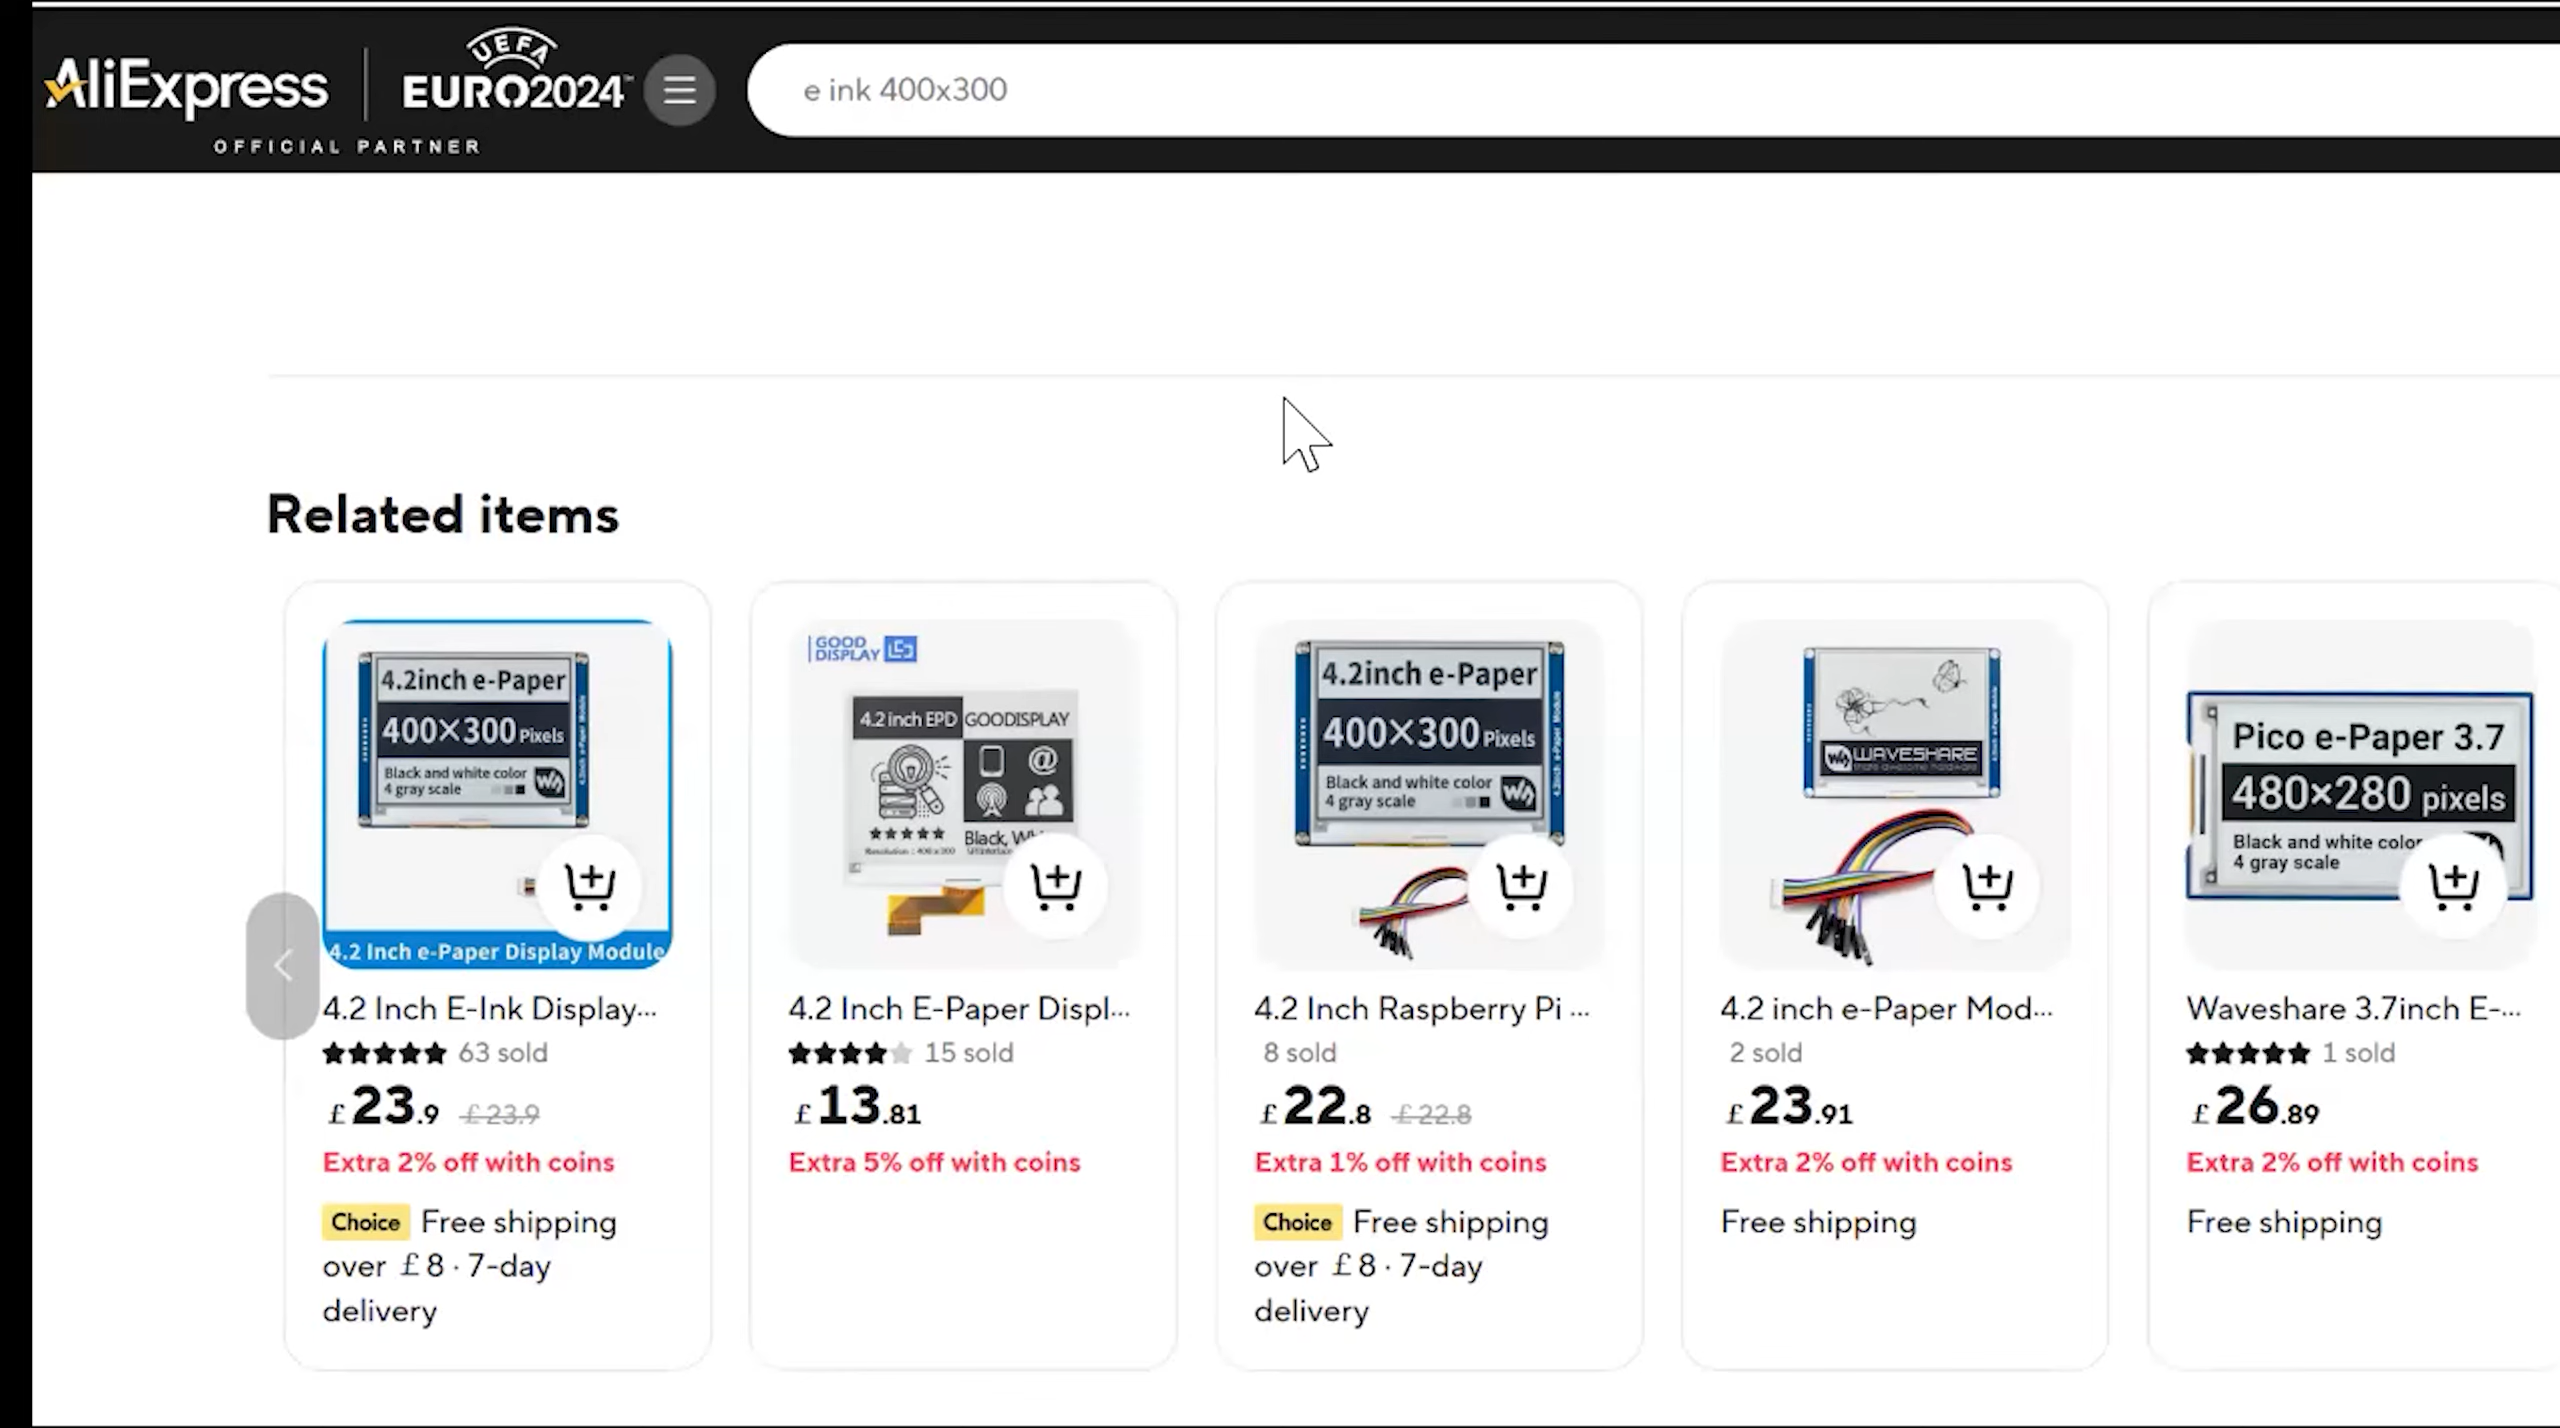 AliExpress
UEFA
EURO2024™
OFFICIAL PARTNER
e ink 400x300
Related items
4.2inch e-Paper
400×300 Pixels
Black and white color
4 gray scale
4.2 Inch e-Paper Display Module
4.2 Inch E-Ink Display...
63 sold
£23.9 £23.9
Extra 2% off with coins
Choice Free shipping
over £8 · 7-day
delivery
GOOD
DISPLAY
4.2 inch EPD GOODISPLAY
Black,
Resolution : 400 x 300
4.2 Inch E-Paper Displ...
15 sold
£13.81
Extra 5% off with coins
4.2inch e-Paper
400×300 Pixels
Black and white color
4 gray scale
4.2 Inch Raspberry Pi ...
8 sold
£22.8 £22.8
Extra 1% off with coins
Choice Free shipping
over £8 · 7-day
delivery
WAVESHARE
4.2 inch e-Paper Mod...
2 sold
£23.91
Extra 2% off with coins
Free shipping
Pico e-Paper 3.7
480×280 pixels
Black and white color
4 gray scale
Waveshare 3.7inch E-...
1 sold
£26.89
Extra 2% off with coins
Free shipping